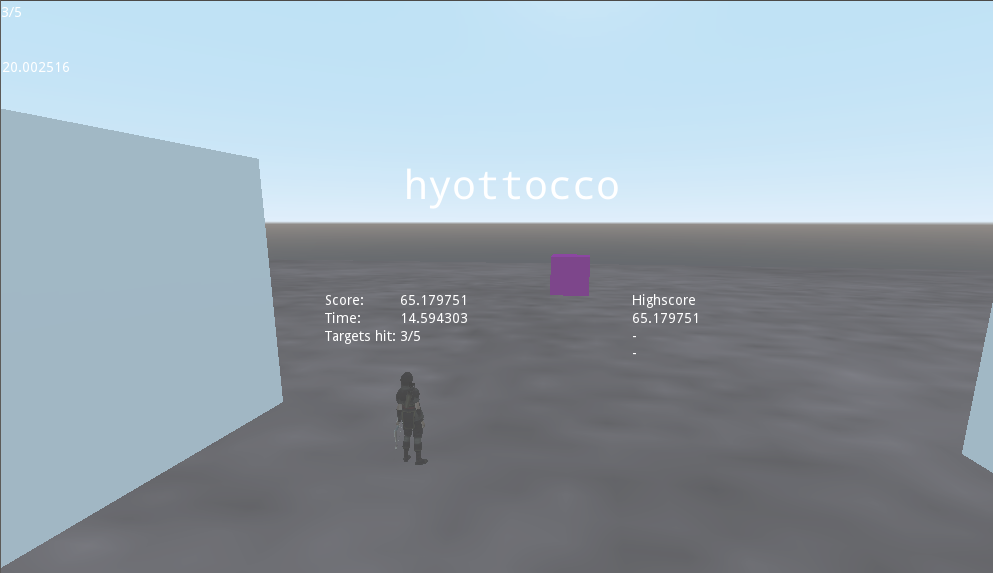 3/5
20.002516
hyottocco
Score: 65.179751
Time: 14.594303
Targets hit: 3/5
Highscore
65.179751
-
-